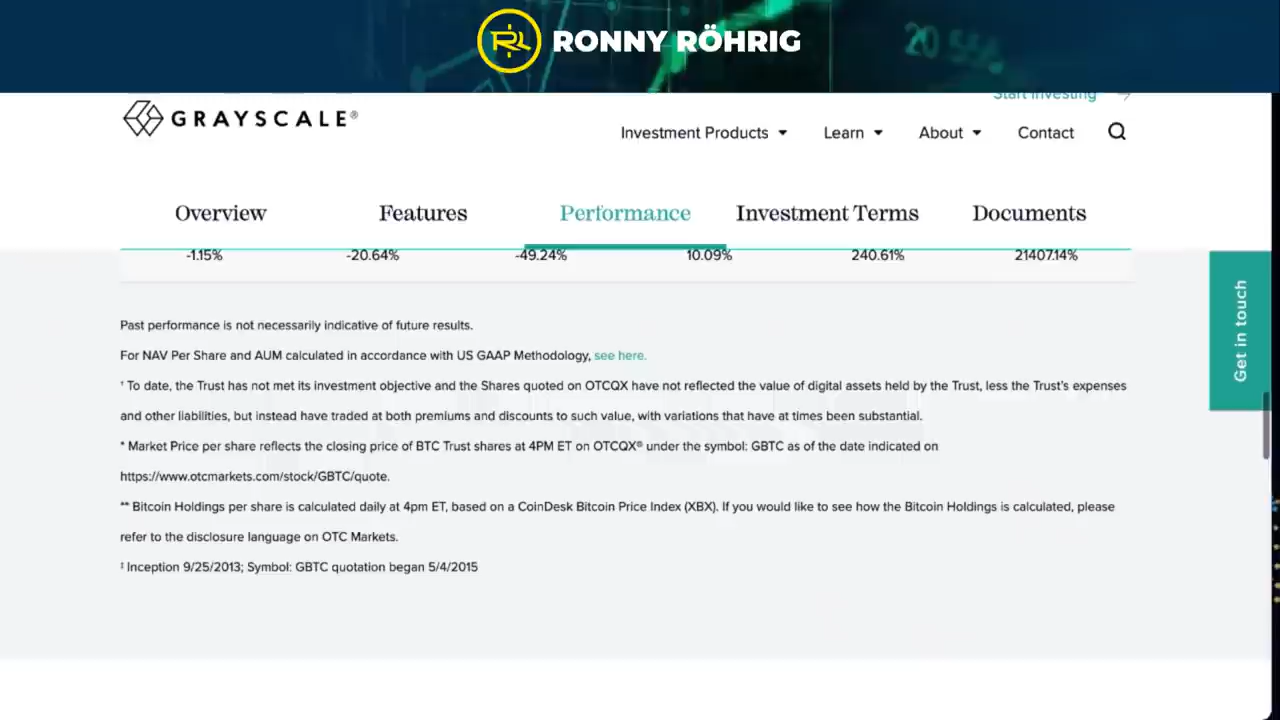 RONNY RÖHRIG
Start Investing
GRAYSCALE®
Investment Products Learn About Contact
Overview Features Performance Investment Terms Documents
-1.15% -20.64% -49.24% 10.09% 240.61% 21407.14%
Get in touch
Past performance is not necessarily indicative of future results.
For NAV Per Share and AUM calculated in accordance with US GAAP Methodology, see here.
† To date, the Trust has not met its investment objective and the Shares quoted on OTCQX have not reflected the value of digital assets held by the Trust, less the Trust's expenses
and other liabilities, but instead have traded at both premiums and discounts to such value, with variations that have at times been substantial.
* Market Price per share reflects the closing price of BTC Trust shares at 4PM ET on OTCQX® under the symbol: GBTC as of the date indicated on
https://www.otcmarkets.com/stock/GBTC/quote.
** Bitcoin Holdings per share is calculated daily at 4pm ET, based on a CoinDesk Bitcoin Price Index (XBX). If you would like to see how the Bitcoin Holdings is calculated, please
refer to the disclosure language on OTC Markets.
‡ Inception 9/25/2013; Symbol: GBTC quotation began 5/4/2015